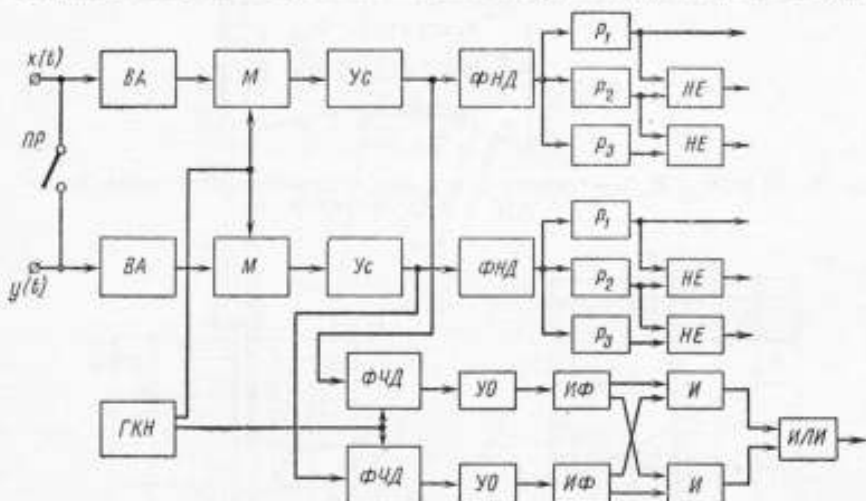 P₁
x(t)
ВА М Ус ФНД P₂ НЕ
ПР
P₃ НЕ
P₁
ВА М Ус ФНД P₂ НЕ
y(t)
P₃ НЕ
ФЧД УО ИФ И
ГКН ИЛИ
ФЧД УО ИФ И